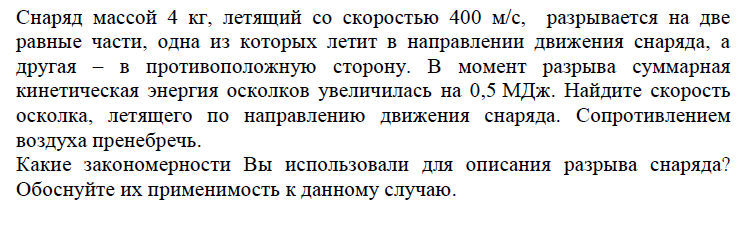 Снаряд массой 4 кг, летящий со скоростью 400 м/с, разрывается на две
равные части, одна из которых летит в направлении движения снаряда, а
другая – в противоположную сторону. В момент разрыва суммарная
кинетическая энергия осколков увеличилась на 0,5 МДж. Найдите скорость
осколка, летящего по направлению движения снаряда. Сопротивлением
воздуха пренебречь.
Какие закономерности Вы использовали для описания разрыва снаряда?
Обоснуйте их применимость к данному случаю.